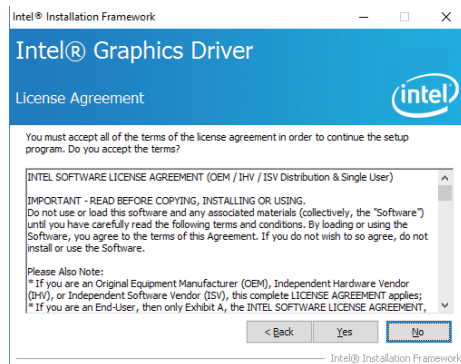 Intel® Installation Framework
Intel® Graphics Driver
License Agreement
intel
You must accept all of the terms of the license agreement in order to continue the setup
program. Do you accept the terms?
INTEL SOFTWARE LICENSE AGREEMENT (OEM / IHV / ISV Distribution & Single User)
IMPORTANT - READ BEFORE COPYING, INSTALLING OR USING.
Do not use or load this software and any associated materials (collectively, the "Software")
until you have carefully read the following terms and conditions. By loading or using the
Software, you agree to the terms of this Agreement. If you do not wish to so agree, do not
install or use the Software.
Please Also Note:
* If you are an Original Equipment Manufacturer (OEM), Independent Hardware Vendor
(IHV), or Independent Software Vendor (ISV), this complete LICENSE AGREEMENT applies;
* If you are an End-User, then only Exhibit A, the INTEL SOFTWARE LICENSE AGREEMENT,
< Back Yes No
Intel® Installation Framework